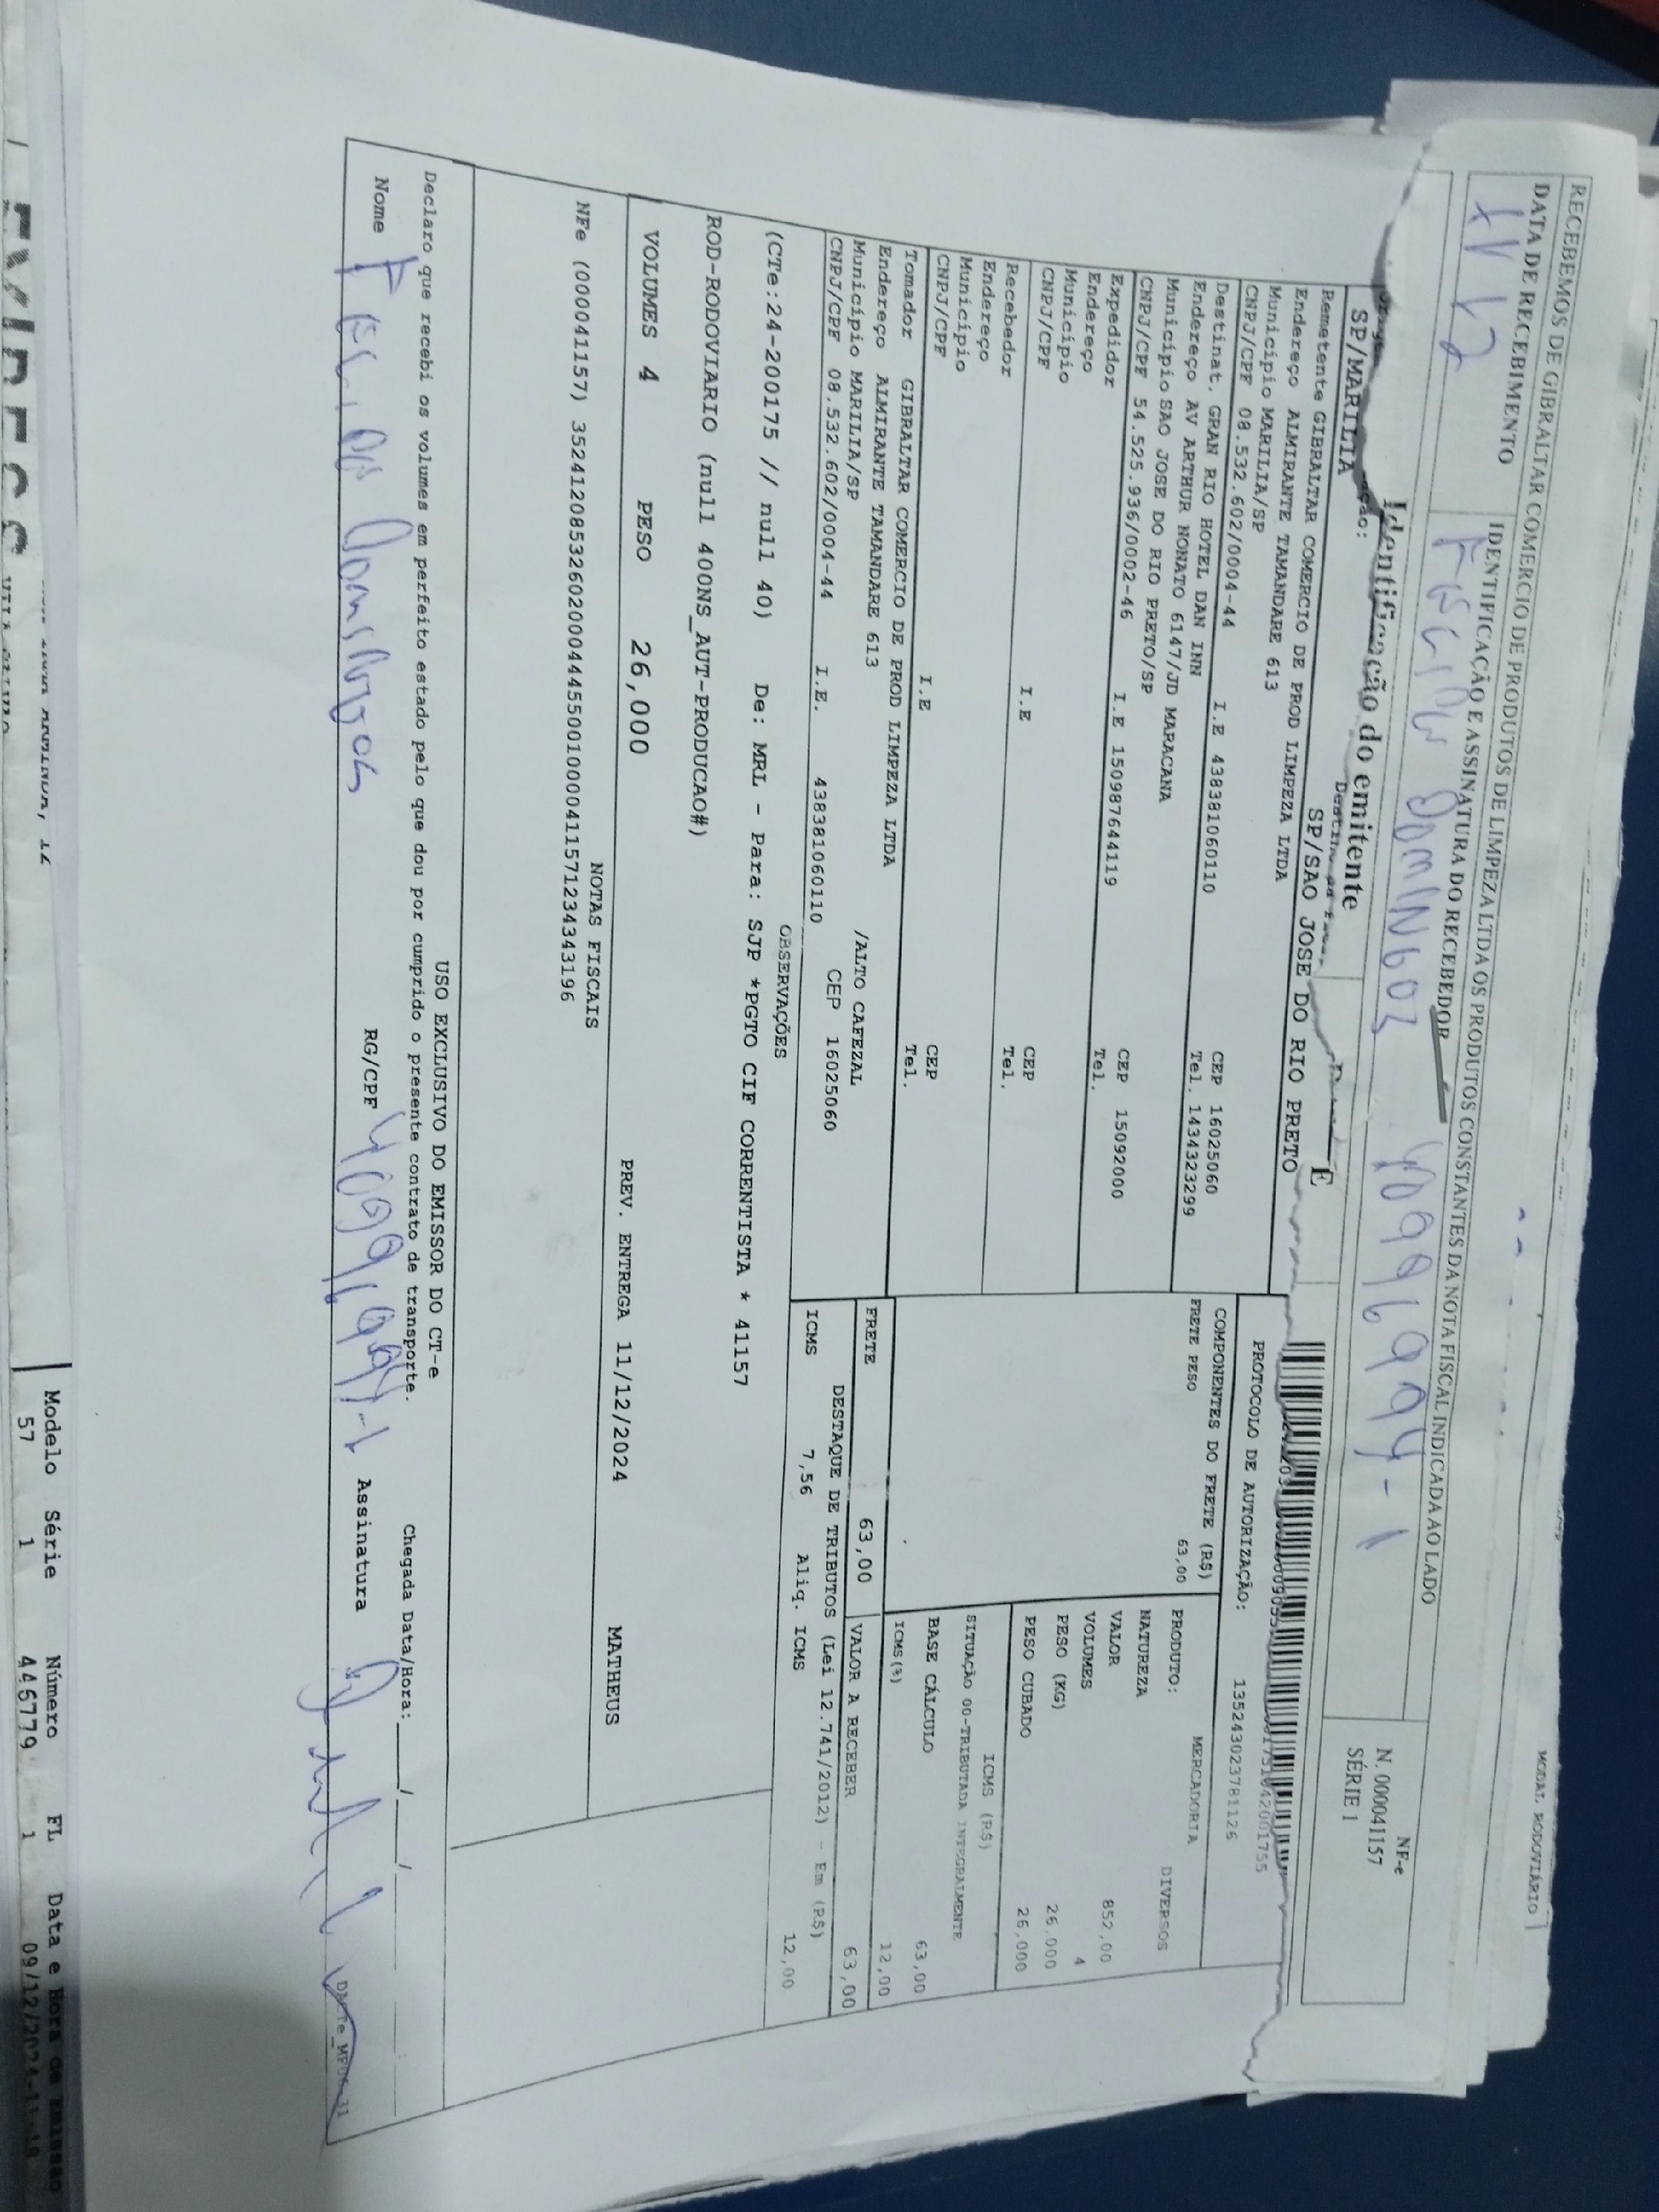 MODAL RODOVIÁRIO
RECEBEMOS DE GIBRALTAR COMERCIO DE PRODUTOS DE LIMPEZA LTDA OS PRODUTOS CONSTANTES DA NOTA FISCAL INDICADA AO LADO
DATA DE RECEBIMENTO
IDENTIFICAÇÃO E ASSINATURA DO RECEBEDOR
NF-e
N. 000041157
SÉRIE 1
Identificação do emitente
SP/MARILIA
SP/SAO JOSE DO RIO PRETO
Remetente GIBRALTAR COMERCIO DE PROD LIMPEZA LTDA
Endereço ALMIRANTE TAMANDARE 613
Município MARILIA/SP CEP 16025060
CNPJ/CPF 08.532.602/0004-44 I.E 438381060110 Tel. 1434323299
Destinat. GRAN RIO HOTEL DAN INN
Endereço AV ARTHUR NONATO 6147/JD MARACANA
Município SAO JOSE DO RIO PRETO/SP CEP 15092000
CNPJ/CPF 54.525.936/0002-46 I.E 150987644119 Tel.
Expedidor
Endereço
Município CEP
CNPJ/CPF I.E Tel.
Recebedor
Endereço
Município CEP
CNPJ/CPF I.E Tel.
Tomador GIBRALTAR COMERCIO DE PROD LIMPEZA LTDA
Endereço ALMIRANTE TAMANDARE 613 /ALTO CAFEZAL
Município MARILIA/SP CEP 16025060
CNPJ/CPF 08.532.602/0004-44 I.E. 438381060110
PROTOCOLO DE AUTORIZAÇÃO: 135243023781126
COMPONENTES DO FRETE (R$)
FRETE PESO 63,00
MERCADORIA
PRODUTO: DIVERSOS
NATUREZA
VALOR 852,00
VOLUMES 4
PESO (KG) 26,000
PESO CUBADO 26,000
ICMS (R$)
SITUAÇÃO 00-TRIBUTADA INTEGRALMENTE
BASE CÁLCULO 63,00
ICMS(%) 12,00
FRETE 63,00 VALOR A RECEBER 63,00
DESTAQUE DE TRIBUTOS (Lei 12.741/2012) - Em (R$)
ICMS 7,56 Aliq. ICMS 12,00
OBSERVAÇÕES
(CTe:24-200175 // null 40) De: MRL - Para: SJP *PGTO CIF CORRENTISTA * 41157
ROD-RODOVIARIO (null 400NS_AUT-PRODUCAO#)
VOLUMES 4 PESO 26,000 PREV. ENTREGA 11/12/2024 MATHEUS
NOTAS FISCAIS
NFe (000041157) 35241208532602000444550010000411571234343196
USO EXCLUSIVO DO EMISSOR DO CT-e
Declaro que recebi os volumes em perfeito estado pelo que dou por cumprido o presente contrato de transporte. Chegada Data/Hora:
Nome RG/CPF Assinatura
Modelo Série Número FL Data e Hora de Emissão
57 1 446779 1